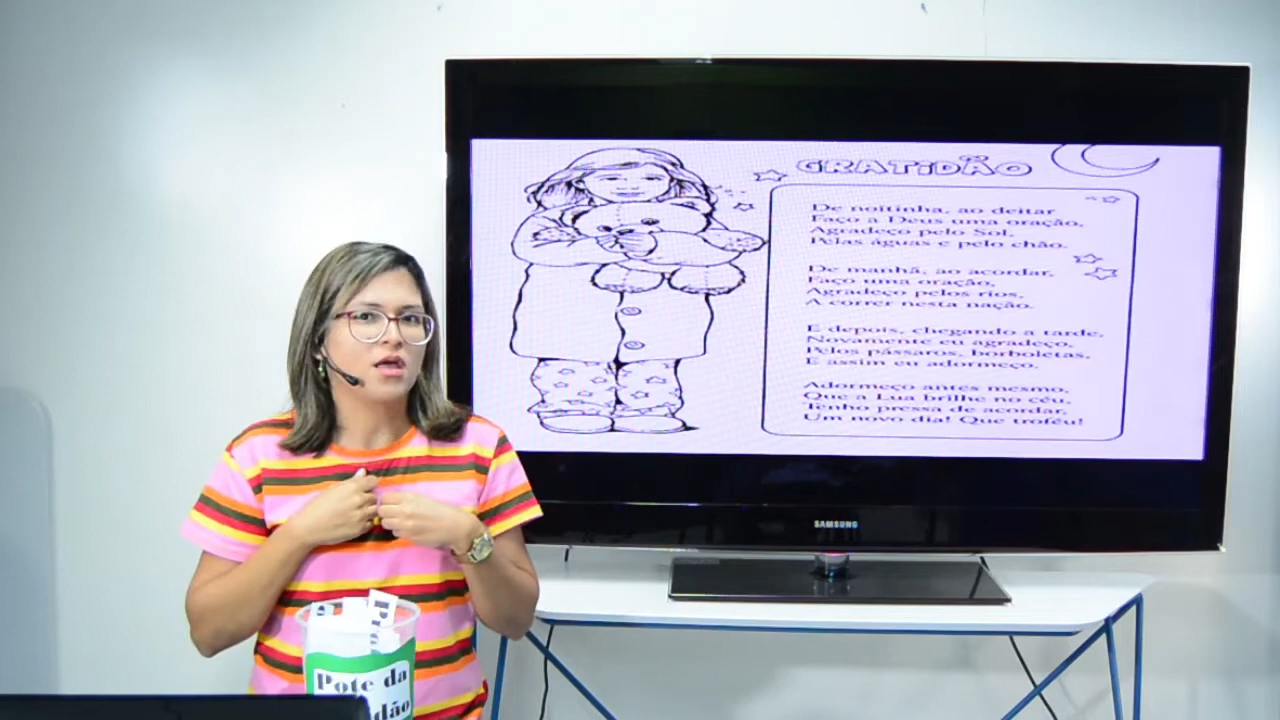 GRATIDÃO
De noitinha, ao deitar
Faço a Deus uma oração,
Agradeço pelo Sol,
Pelas águas e pelo chão.
De manhã, ao acordar,
Faço uma oração,
Agradeço pelos rios,
A correr nesta nação.
E depois, chegando a tarde,
Novamente eu agradeço,
Pelos pássaros, borboletas,
E assim eu adormeço.
Adormeço antes mesmo,
Que a Lua brilhe no céu,
Tenho pressa de acordar,
Um novo dia! Que troféu!
SAMSUNG
Pote da